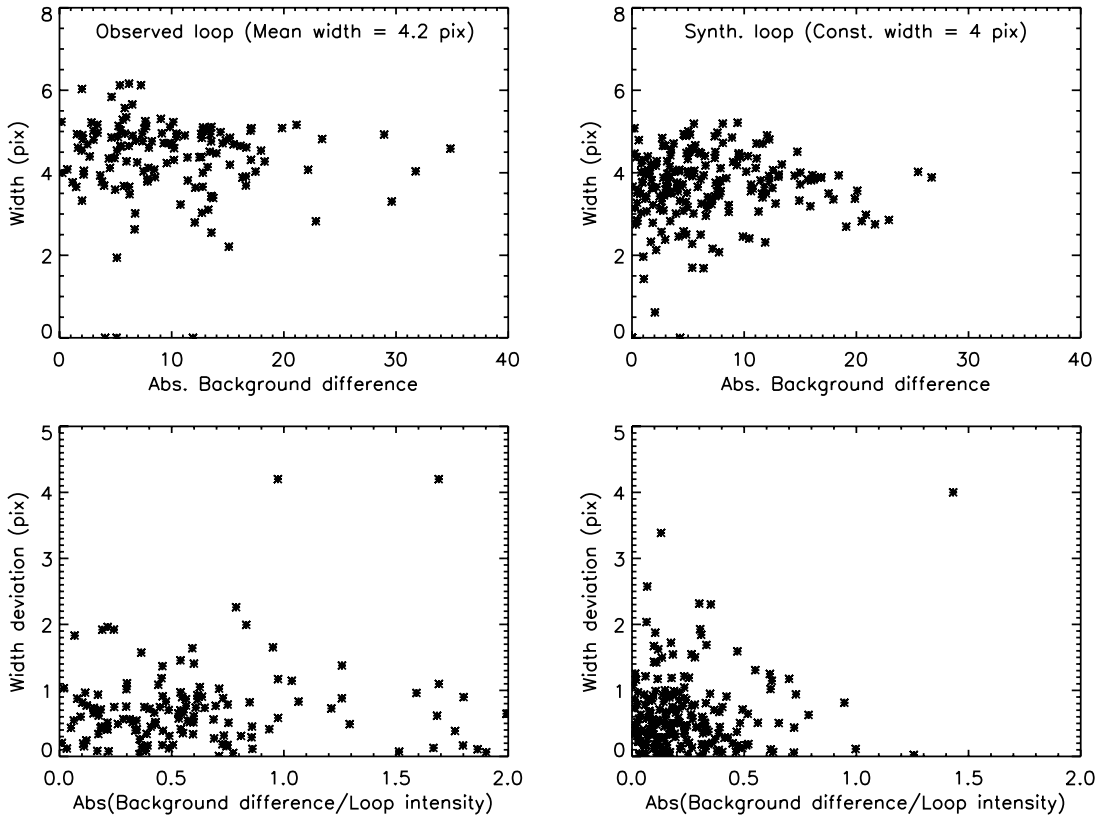 Observed loop (Mean width = 4.2 pix)
Width (pix)
8
6
4
2
0
0 10 20 30 40
Abs. Background difference
Synth. loop (Const. width = 4 pix)
Width (pix)
8
6
4
2
0
0 10 20 30 40
Abs. Background difference
Width deviation (pix)
5
4
3
2
1
0
0.0 0.5 1.0 1.5 2.0
Abs(Background difference/Loop intensity)
Width deviation (pix)
5
4
3
2
1
0
0.0 0.5 1.0 1.5 2.0
Abs(Background difference/Loop intensity)